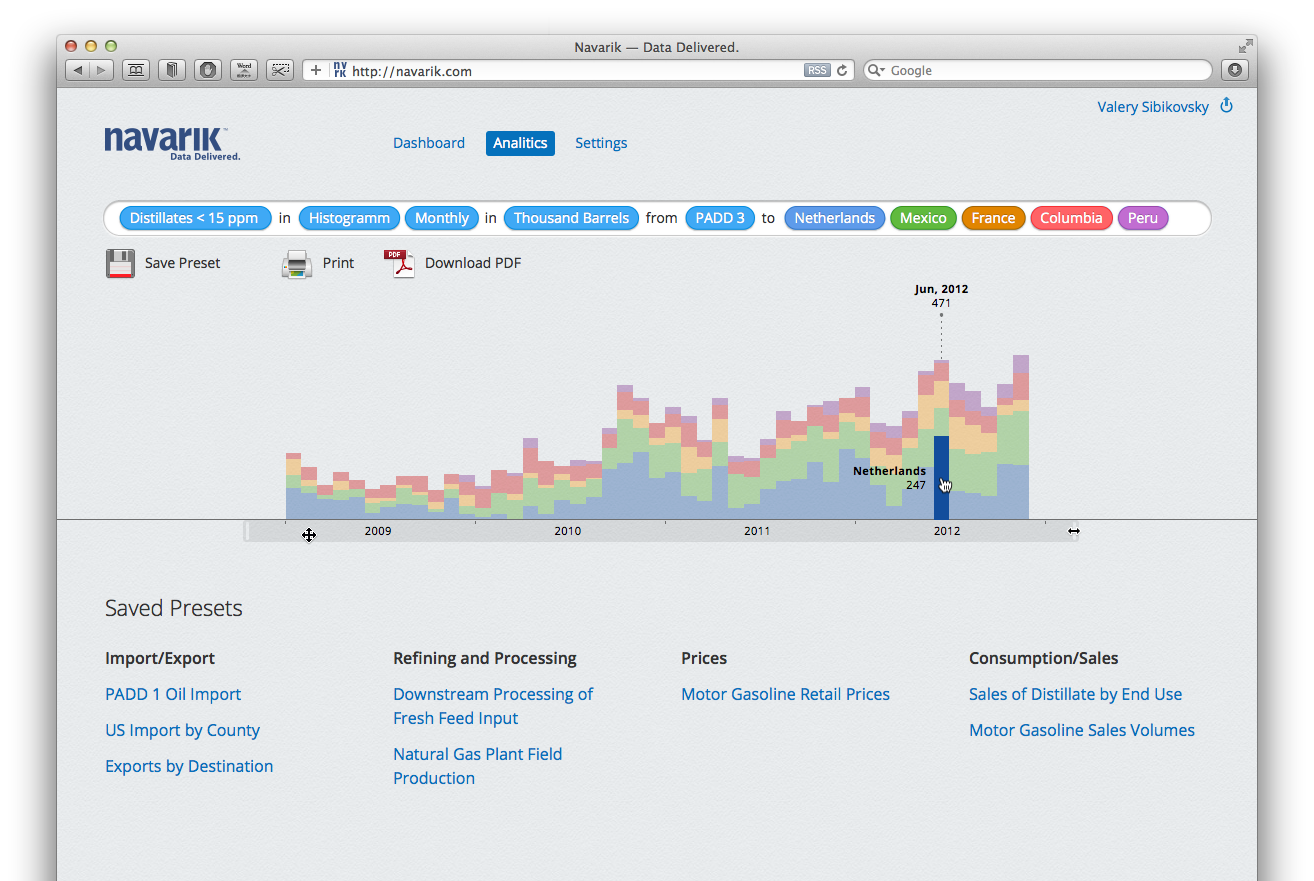 Navarik — Data Delivered.
Word
http://navarik.com
RSS
Google
Valery Sibikovsky
navarik™
Data Delivered.
Dashboard Analitics Settings
Distillates < 15 ppm in Histogramm Monthly in Thousand Barrels from PADD 3 to Netherlands Mexico France Columbia Peru
Save Preset Print PDF Download PDF
Jun, 2012
471
Netherlands
247
2009 2010 2011 2012
Saved Presets
Import/Export
PADD 1 Oil Import
US Import by County
Exports by Destination
Refining and Processing
Downstream Processing of
Fresh Feed Input
Natural Gas Plant Field
Production
Prices
Motor Gasoline Retail Prices
Consumption/Sales
Sales of Distillate by End Use
Motor Gasoline Sales Volumes